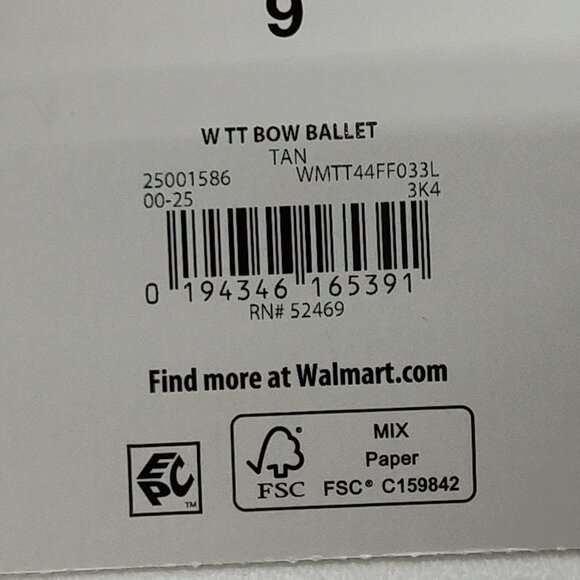 9
W TT BOW BALLET
TAN
25001586 WMTT44FF033L
00-25 3K4
0 194346 165391
RN# 52469
Find more at Walmart.com
EPC TM
FSC ®
MIX
Paper
FSC® C159842